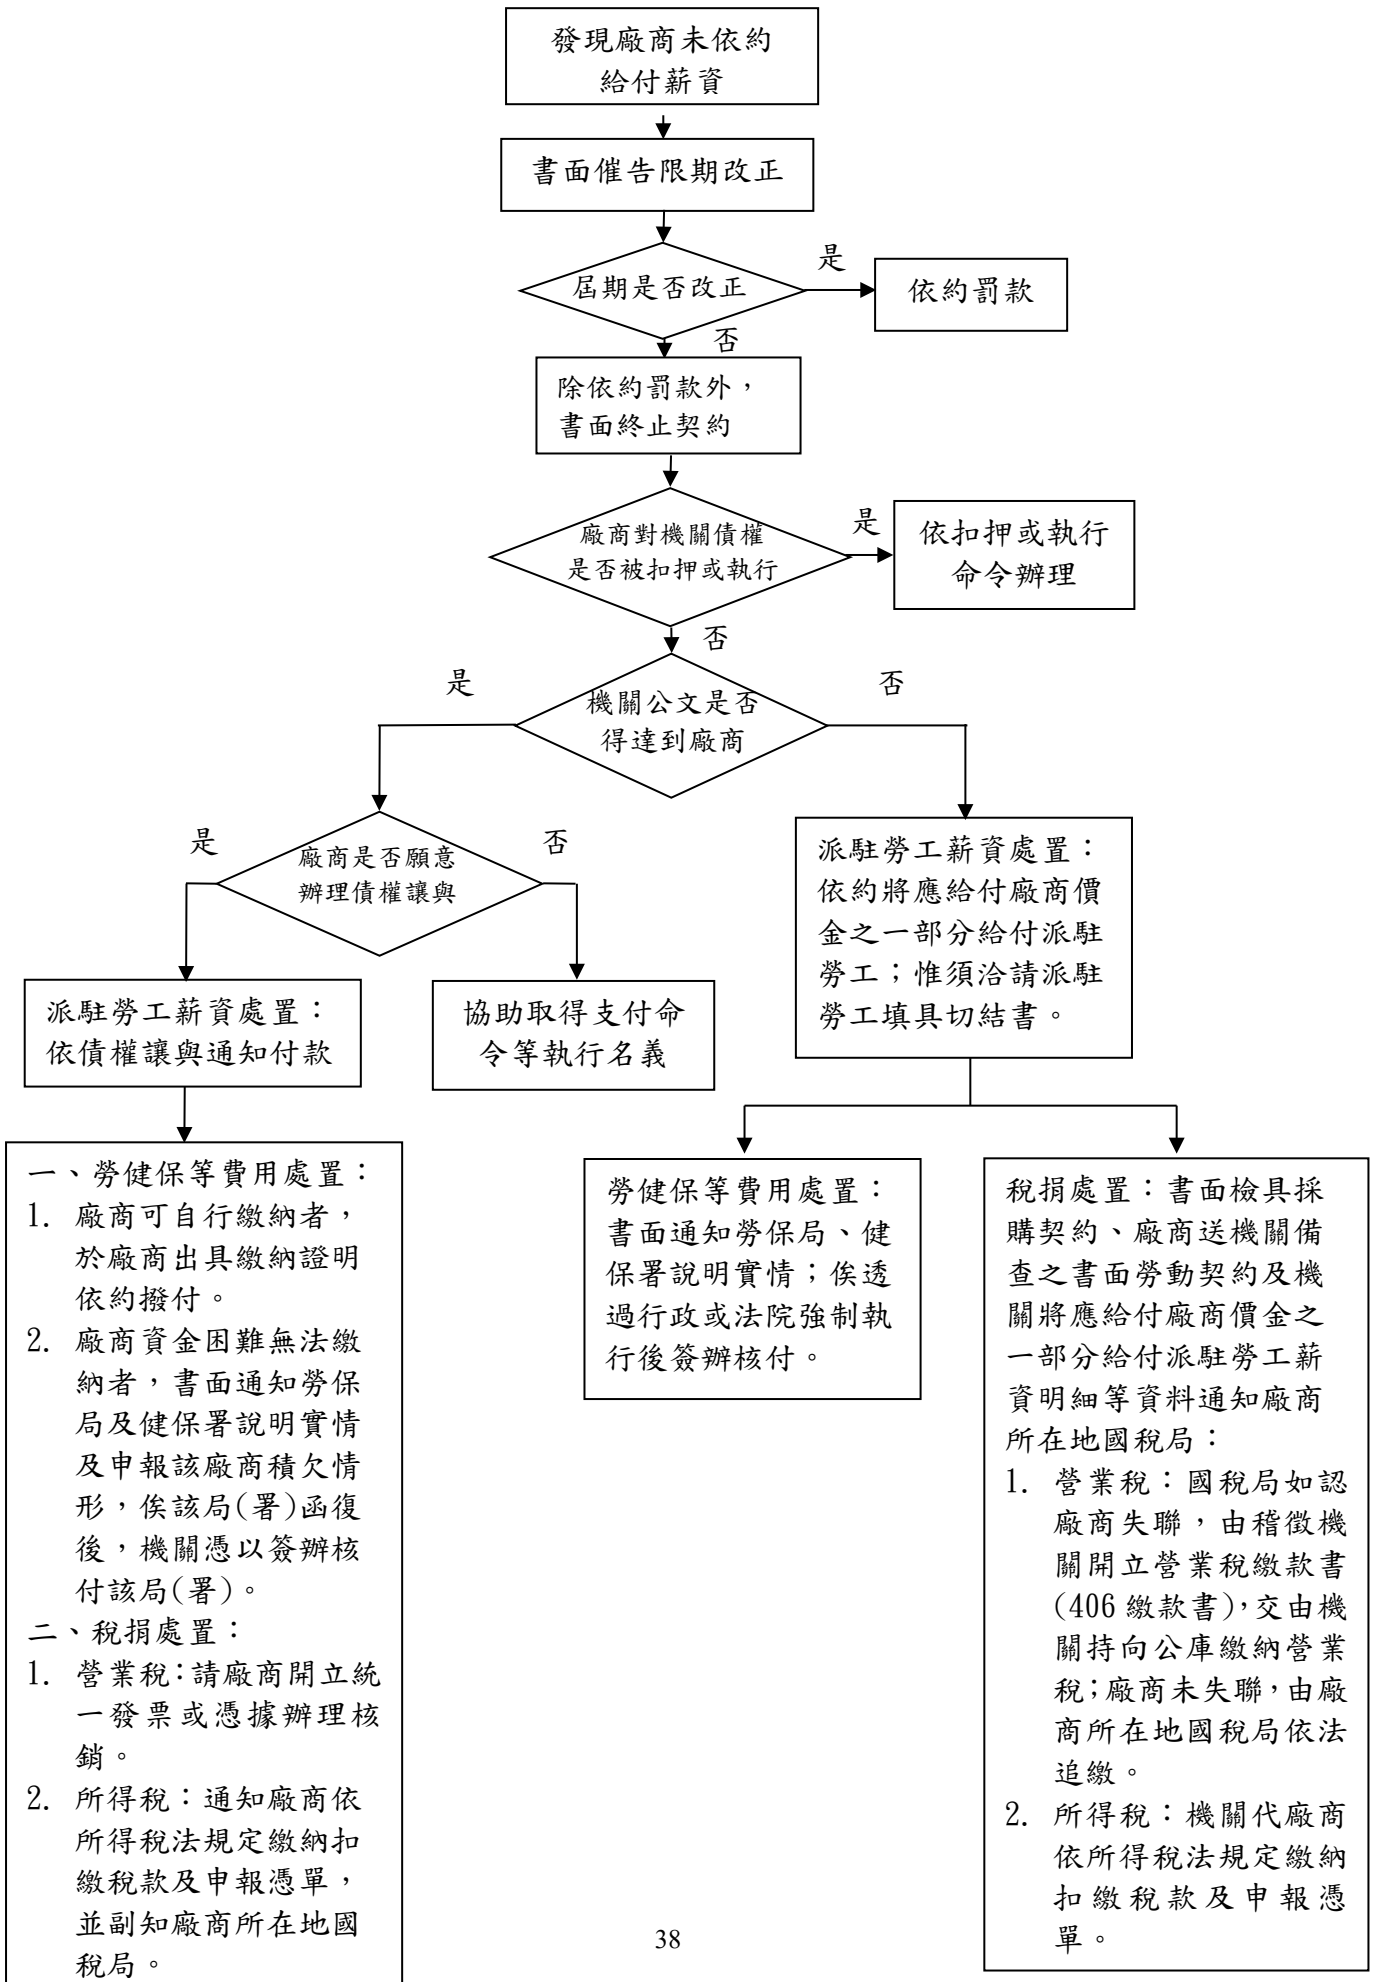 發現廠商未依約
給付薪資
書面催告限期改正
屆期是否改正
是
依約罰款
否
除依約罰款外，
書面終止契約
廠商對機關債權
是否被扣押或執行
是
依扣押或執行
命令辦理
否
機關公文是否
得達到廠商
是
否
廠商是否願意
辦理債權讓與
是
否
派駐勞工薪資處置：
依債權讓與通知付款
協助取得支付命
令等執行名義
派駐勞工薪資處置：
依約將應給付廠商價
金之一部分給付派駐
勞工；惟須洽請派駐
勞工填具切結書。
一、勞健保等費用處置：
1. 廠商可自行繳納者，
於廠商出具繳納證明
依約撥付。
2. 廠商資金困難無法繳
納者，書面通知勞保
局及健保署說明實情
及申報該廠商積欠情
形，俟該局(署)函復
後，機關憑以簽辦核
付該局(署)。
二、稅捐處置：
1. 營業稅：請廠商開立統
一發票或憑據辦理核
銷。
2. 所得稅：通知廠商依
所得稅法規定繳納扣
繳稅款及申報憑單，
並副知廠商所在地國
稅局。
勞健保等費用處置：
書面通知勞保局、健
保署說明實情；俟透
過行政或法院強制執
行後簽辦核付。
稅捐處置：書面檢具採
購契約、廠商送機關備
查之書面勞動契約及機
關將應給付廠商價金之
一部分給付派駐勞工薪
資明細等資料通知廠商
所在地國稅局：
1. 營業稅：國稅局如認
廠商失聯，由稽徵機
關開立營業稅繳款書
(406 繳款書)，交由機
關持向公庫繳納營業
稅；廠商未失聯，由廠
商所在地國稅局依法
追繳。
2. 所得稅：機關代廠商
依所得稅法規定繳納
扣繳稅款及申報憑
單。
38